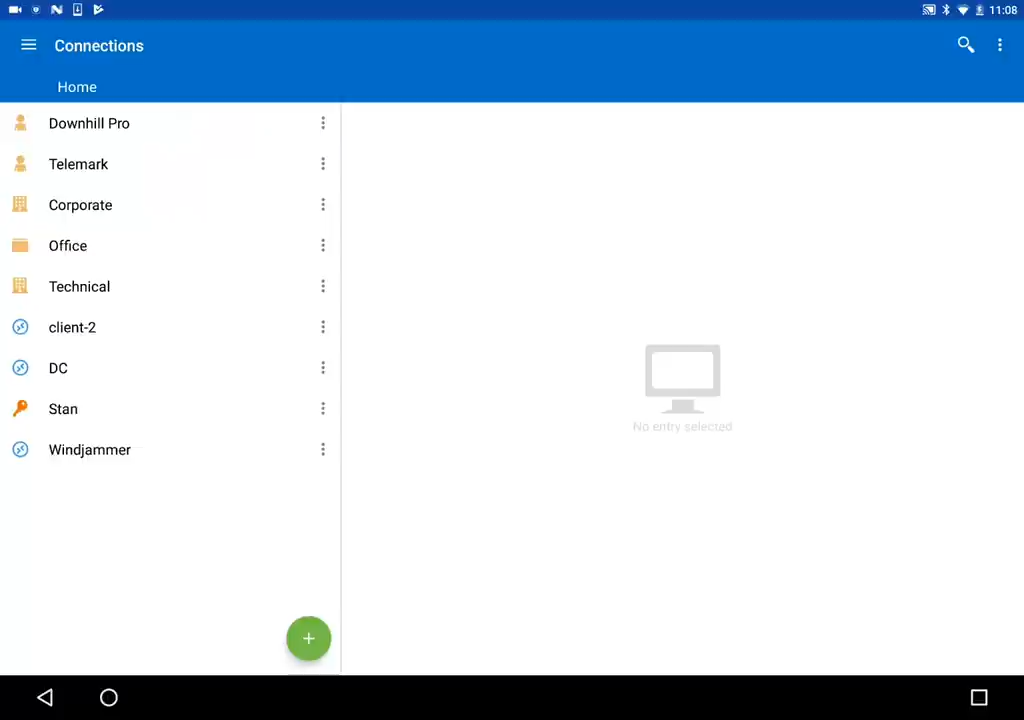 11:08
Connections
Home
Downhill Pro
Telemark
Corporate
Office
Technical
client-2
DC
Stan
Windjammer
No entry selected